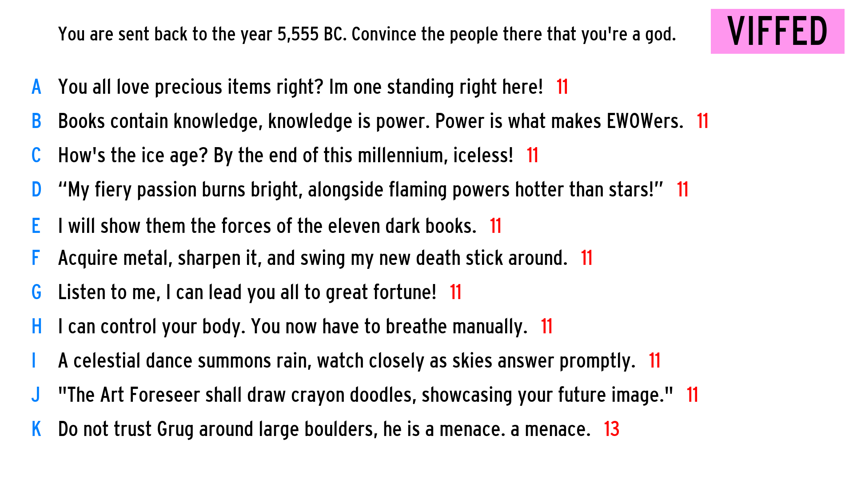 You are sent back to the year 5,555 BC. Convince the people there that you're a god.
VIFFED
A You all love precious items right? Im one standing right here! 11
B Books contain knowledge, knowledge is power. Power is what makes EWOWers. 11
C How's the ice age? By the end of this millennium, iceless! 11
D “My fiery passion burns bright, alongside flaming powers hotter than stars!” 11
E I will show them the forces of the eleven dark books. 11
F Acquire metal, sharpen it, and swing my new death stick around. 11
G Listen to me, I can lead you all to great fortune! 11
H I can control your body. You now have to breathe manually. 11
I A celestial dance summons rain, watch closely as skies answer promptly. 11
J "The Art Foreseer shall draw crayon doodles, showcasing your future image." 11
K Do not trust Grug around large boulders, he is a menace. a menace. 13